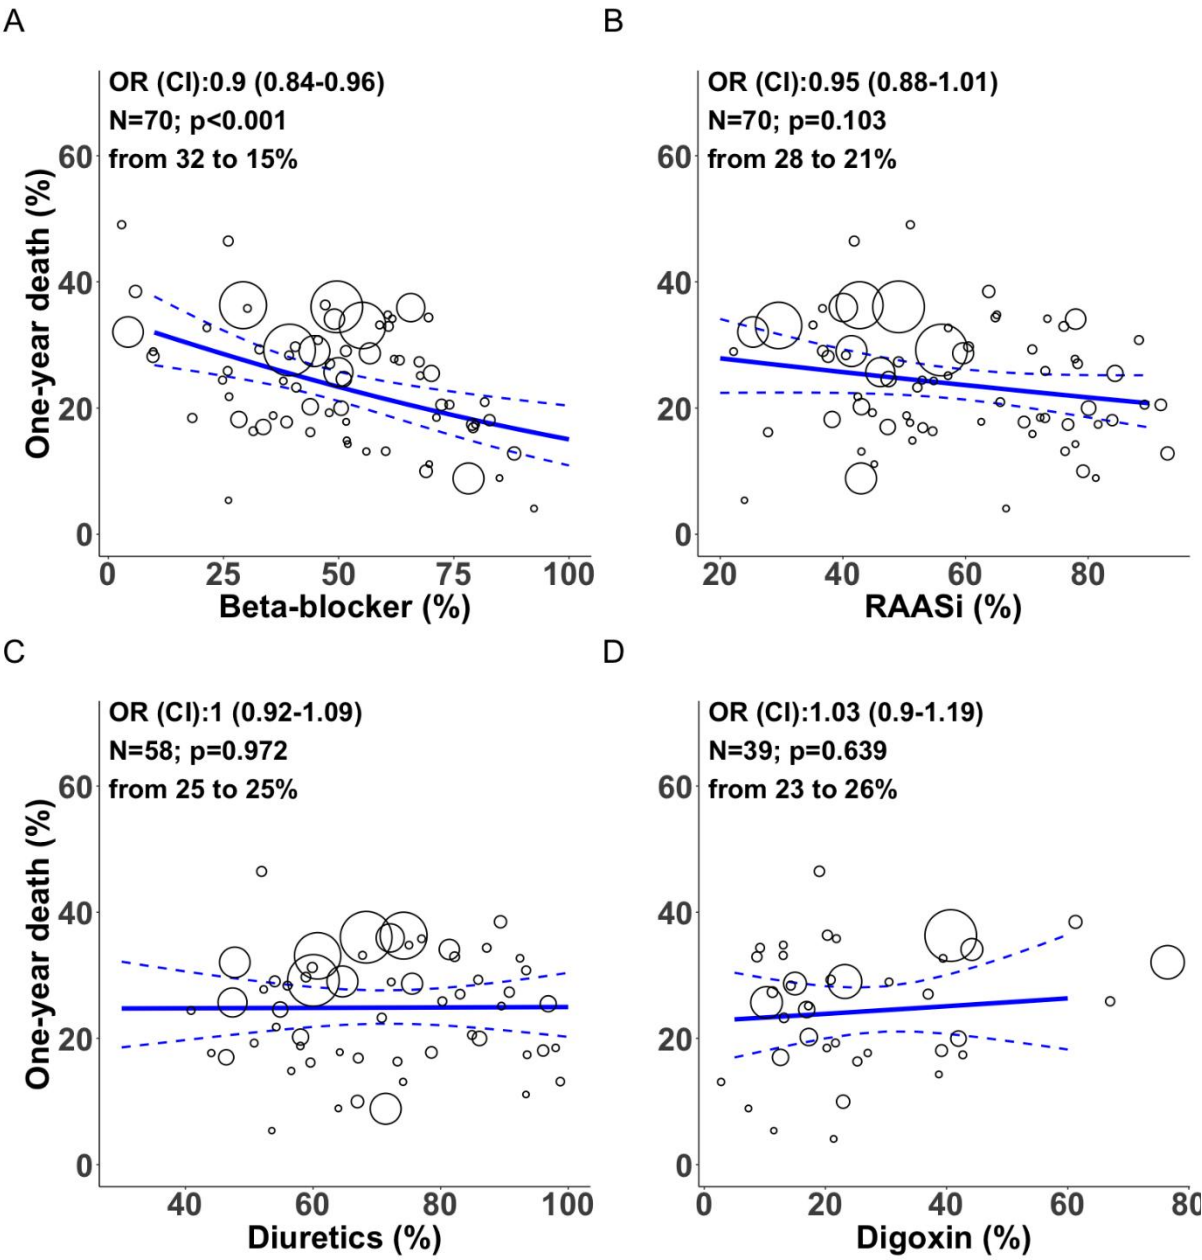 A
OR (CI):0.9 (0.84-0.96)
N=70; p<0.001
from 32 to 15%
One-year death (%)
60
40
20
0
0 25 50 75 100
Beta-blocker (%)
B
OR (CI):0.95 (0.88-1.01)
N=70; p=0.103
from 28 to 21%
60
40
20
0
20 40 60 80
RAASi (%)
C
OR (CI):1 (0.92-1.09)
N=58; p=0.972
from 25 to 25%
One-year death (%)
60
40
20
0
40 60 80 100
Diuretics (%)
D
OR (CI):1.03 (0.9-1.19)
N=39; p=0.639
from 23 to 26%
60
40
20
0
0 20 40 60 80
Digoxin (%)